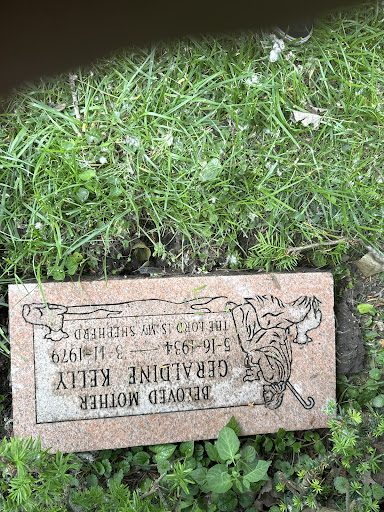 BELOVED MOTHER
GERALDINE KELLY
5-16-1934 — 3-11-1979
THE LORD IS MY SHEPHERD